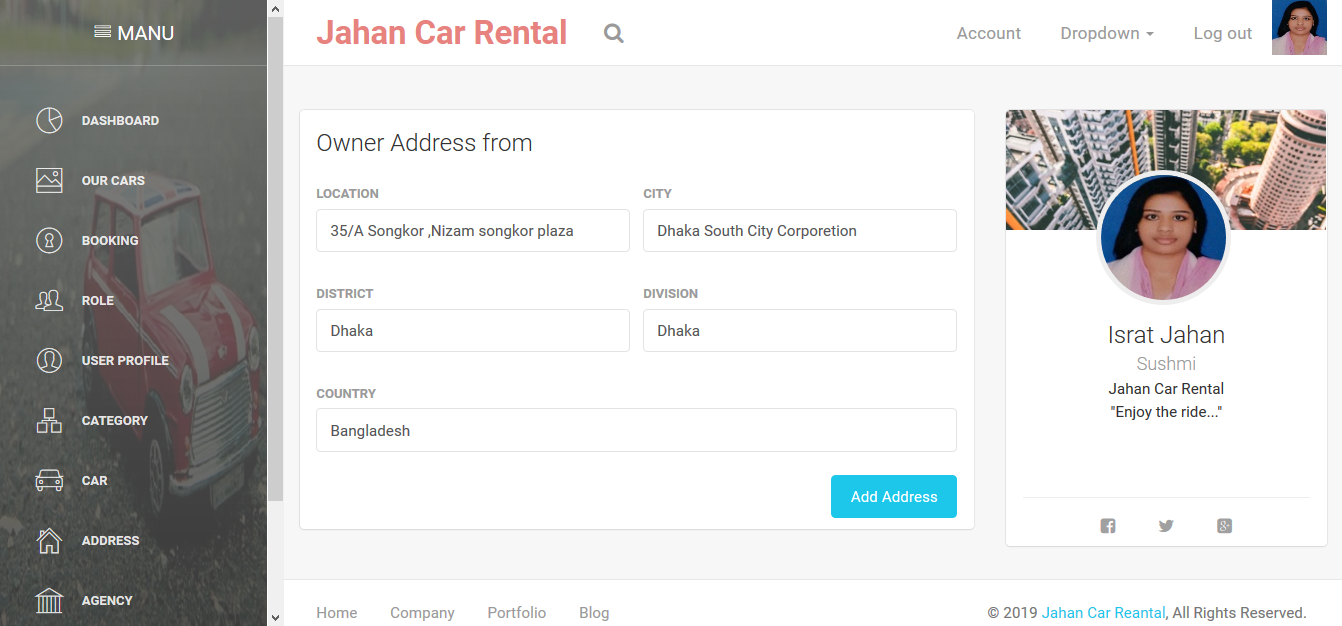 MANU
DASHBOARD
OUR CARS
BOOKING
ROLE
USER PROFILE
CATEGORY
CAR
ADDRESS
AGENCY
Jahan Car Rental
Account
Dropdown
Log out
Owner Address from
LOCATION
CITY
35/A Songkor ,Nizam songkor plaza
Dhaka South City Corporetion
DISTRICT
DIVISION
Dhaka
Dhaka
COUNTRY
Bangladesh
Add Address
Israt Jahan
Sushmi
Jahan Car Rental
"Enjoy the ride..."
Home
Company
Portfolio
Blog
© 2019 Jahan Car Reantal, All Rights Reserved.